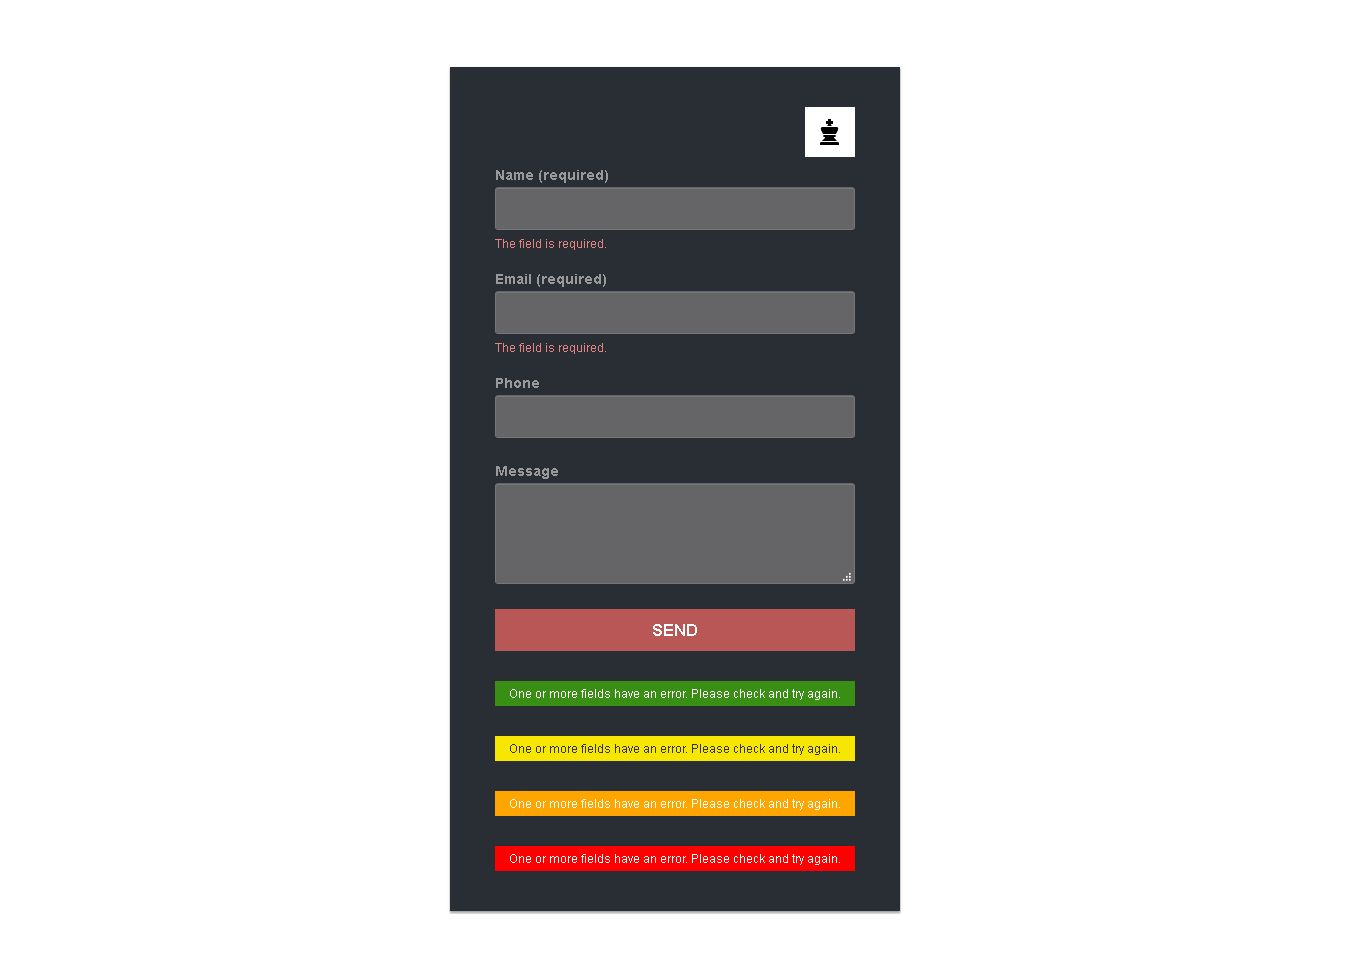 Name (required)
The field is required.
Email (required)
The field is required.
Phone
Message
SEND
One or more fields have an error. Please check and try again.
One or more fields have an error. Please check and try again.
One or more fields have an error. Please check and try again.
One or more fields have an error. Please check and try again.